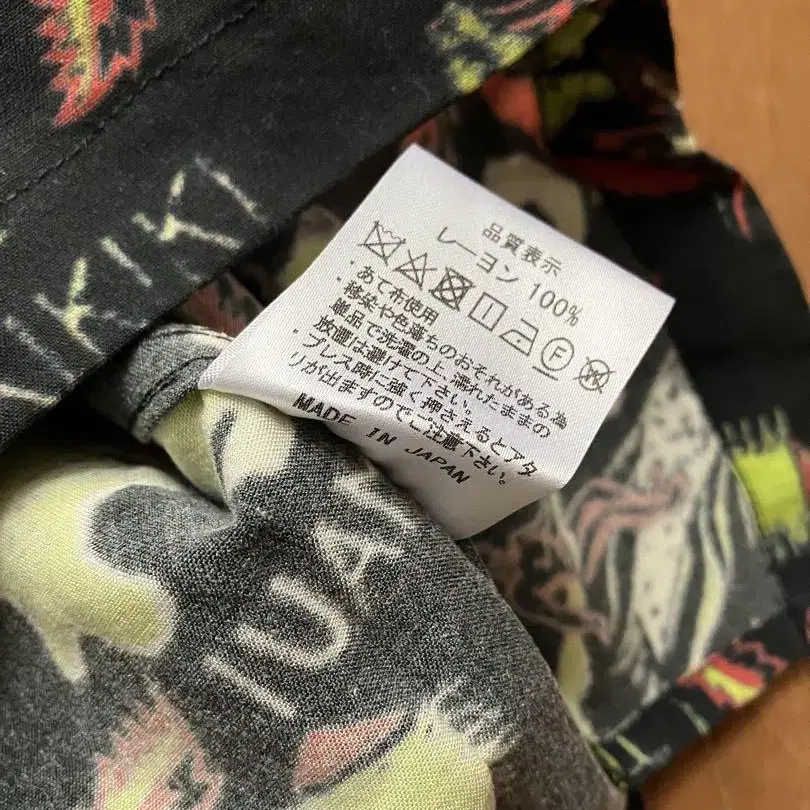 品質表示
レーヨン 100%
F
・あて布使用
移染や色落ちのおそれがある為
単品で洗濯の上、濡れたままの
放置は避けて下さい。
・プレス時に強く押さえるとアタ
リが出ますのでご注意下さい。
MADE IN JAPAN